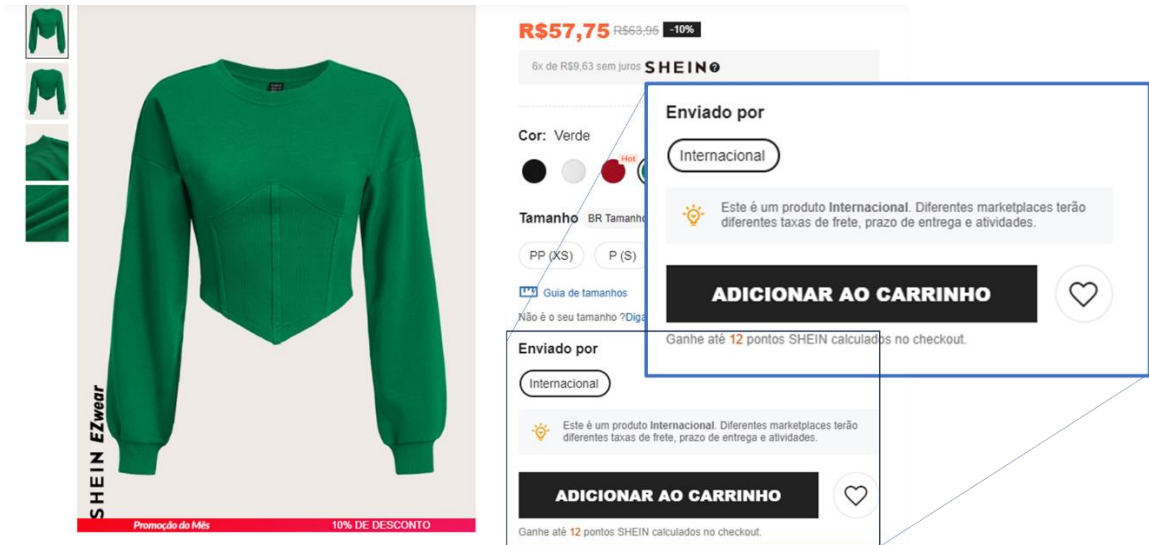 R$57,75 R$63,95 -10%
6x de R$9,63 sem juros SHEIN
Cor: Verde
Hot
Tamanho BR Tamanho
PP (XS) P (S)
Guia de tamanhos
Não é o seu tamanho ?Diga
Enviado por
Internacional
Este é um produto Internacional. Diferentes marketplaces terão
diferentes taxas de frete, prazo de entrega e atividades.
ADICIONAR AO CARRINHO
Ganhe até 12 pontos SHEIN calculados no checkout.
Enviado por
Internacional
Este é um produto Internacional. Diferentes marketplaces terão
diferentes taxas de frete, prazo de entrega e atividades.
ADICIONAR AO CARRINHO
Ganhe até 12 pontos SHEIN calculados no checkout.
SHEIN EZwear
Promoção do Mês 10% DE DESCONTO